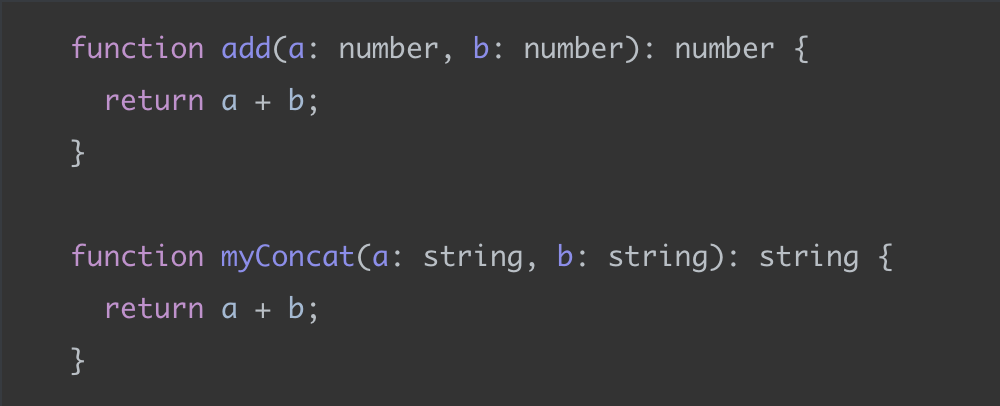 function add(a: number, b: number): number {
  return a + b;
}

function myConcat(a: string, b: string): string {
  return a + b;
}